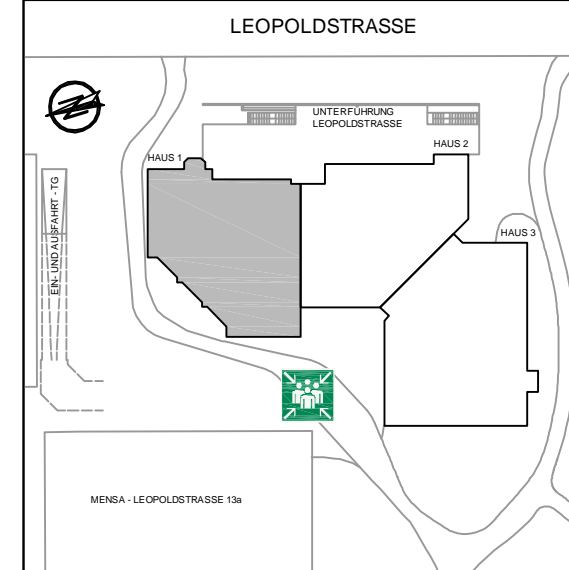 LEOPOLDSTRASSE
UNTERFÜHRUNG
LEOPOLDSTRASSE
HAUS 1
HAUS 2
HAUS 3
EIN- UND AUSFAHRT - TG
MENSA - LEOPOLDSTRASSE 13a